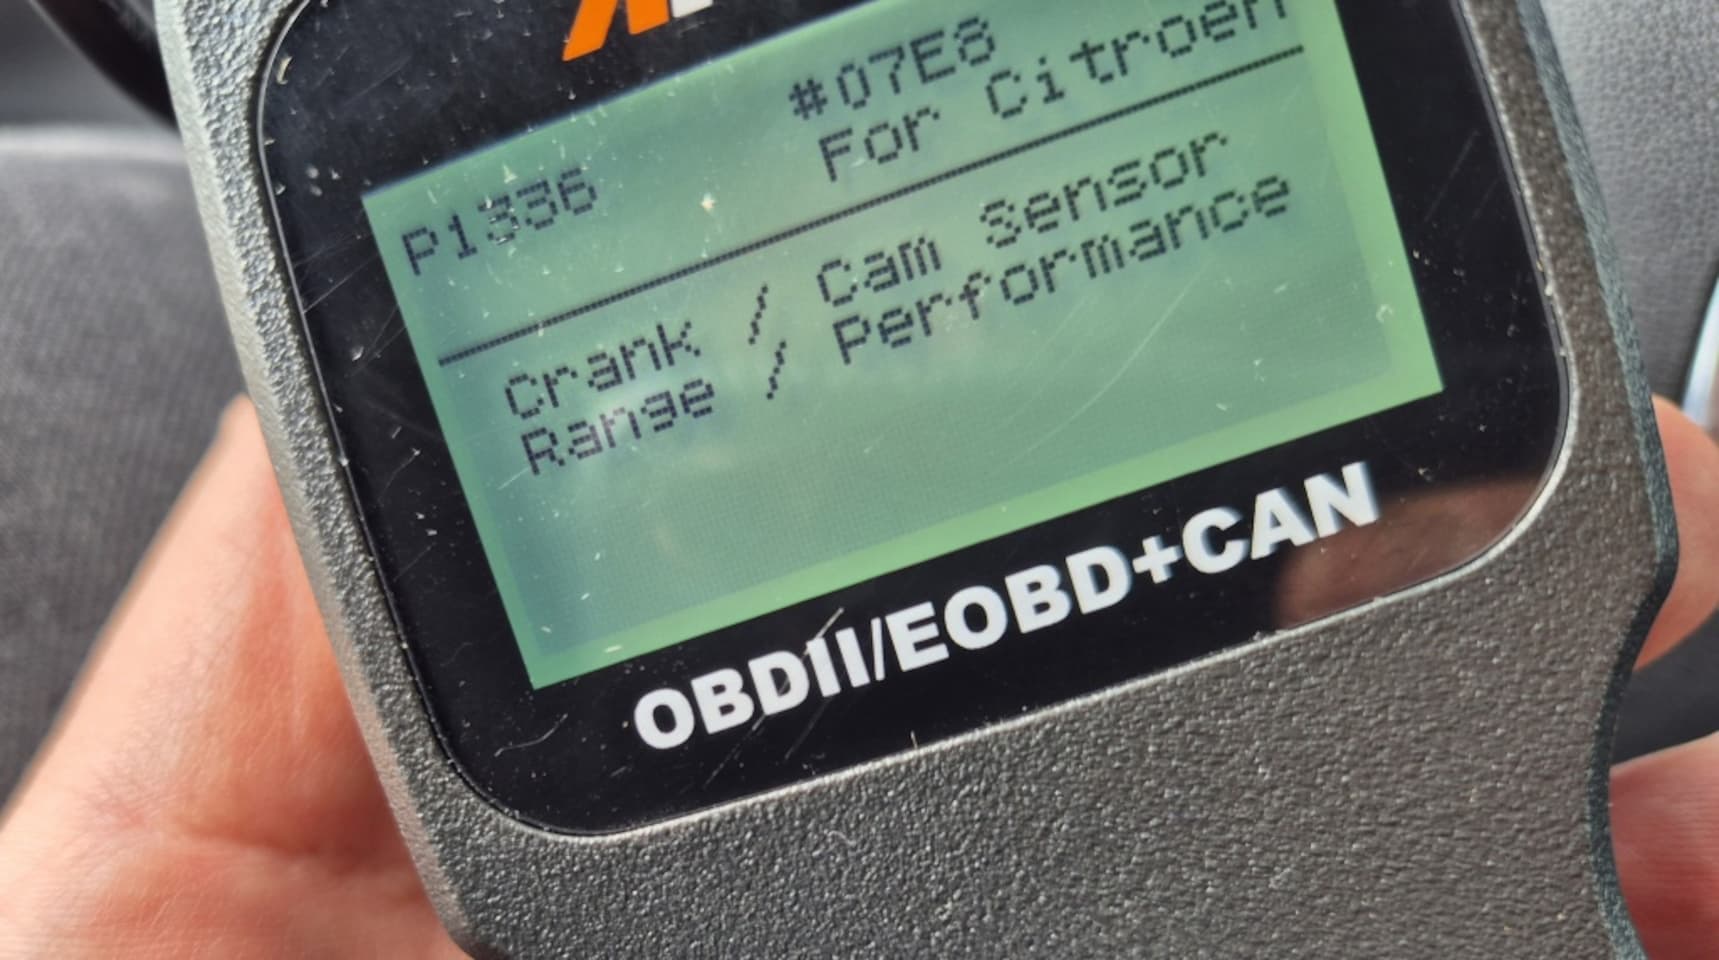 #07E8
P1336 For Citroen
Crank / Cam Sensor
Range / Performance
OBDII/EOBD+CAN